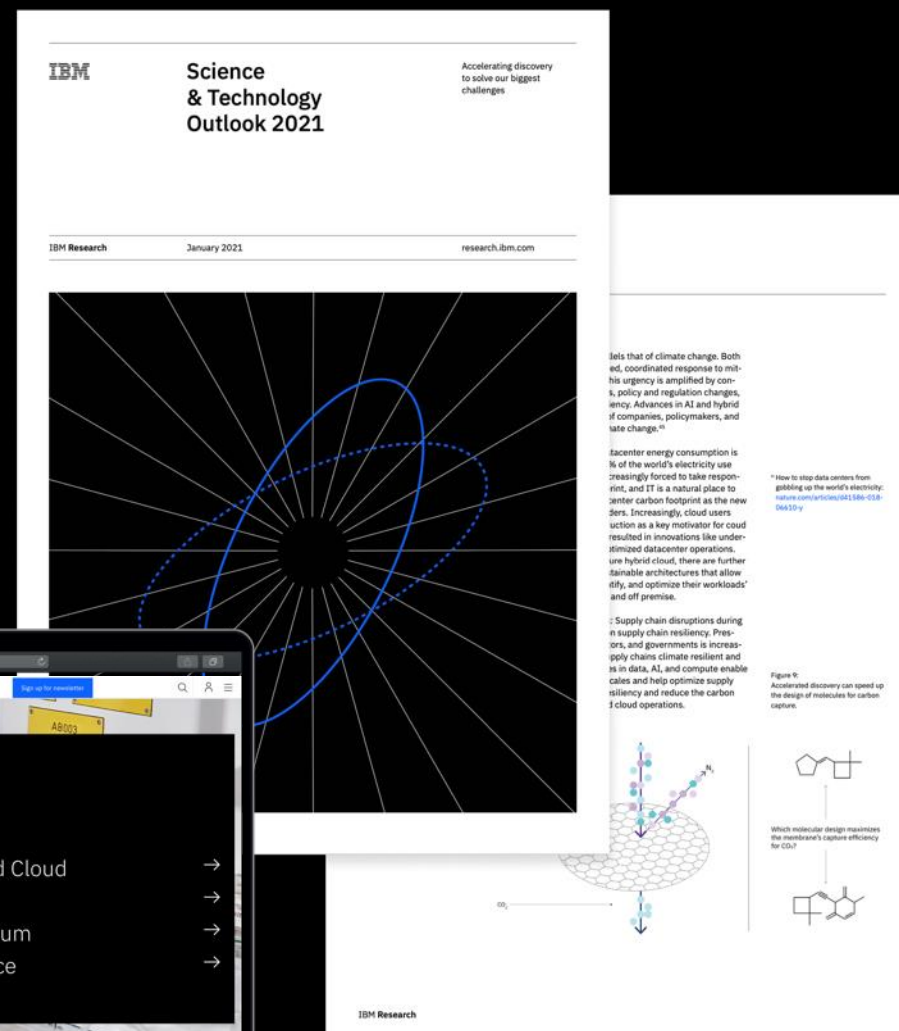 IBM
Science
& Technology
Outlook 2021
Accelerating discovery
to solve our biggest
challenges
IBM Research
January 2021
research.ibm.com
lels that of climate change. Both
ed, coordinated response to mit-
his urgency is amplified by con-
s, policy and regulation changes,
iency. Advances in AI and hybrid
of companies, policymakers, and
nate change.
tacenter energy consumption is
% of the world's electricity use
creasingly forced to take respon-
rint, and IT is a natural place to
center carbon footprint as the new
ders. Increasingly, cloud users
uction as a key motivator for coud
resulted in innovations like under-
ptimized datacenter operations.
ure hybrid cloud, there are further
stainable architectures that allow
tify, and optimize their workloads'
and off premise.
: Supply chain disruptions during
n supply chain resiliency. Pres-
tors, and governments is increas-
pply chains climate resilient and
es in data, AI, and compute enable
cales and help optimize supply
esiliency and reduce the carbon
d cloud operations.
How to stop data centers from
gobbling up the world's electricity;
nature.com/articles/d41586-018-
06610-y
Figure 9:
Accelerated discovery can speed up
the design of molecules for carbon
capture.
N₂
CO₂
Which molecular design maximizes
the membrane's capture efficiency
for CO₂?
IBM Research
Sign up for newsletter
AB003
d Cloud →
→
um →
ce →